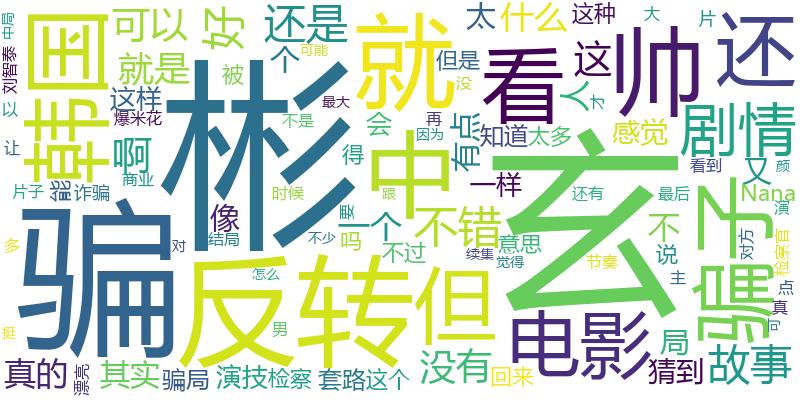 中局
刘智泰
以
让
韩国
可以
就是
好
还是
个
太
什么
这种
大
片
但是
这
可能
就
看
帅
还
这样
被
爆米花
啊
彬
最大
没
人
才
不是
再
会
因为
有点
知道
太多
感觉
剧情
又
看到
颜
片子
能
诈骗
商业
时候
得
跟
中
一样
还有
最后
Nana
演
骗
像
要
一个
不错
玄
不
骗子
对方
检察官
多
结局
对
不少
吗
不过
续集
意思
觉得
说
主
点
真
反转
但
怎么
电影
节奏
局
可
挺
男
真的
漂亮
其实
骗局
演技
检察
套路
这个
没有
回来
猜到
故事